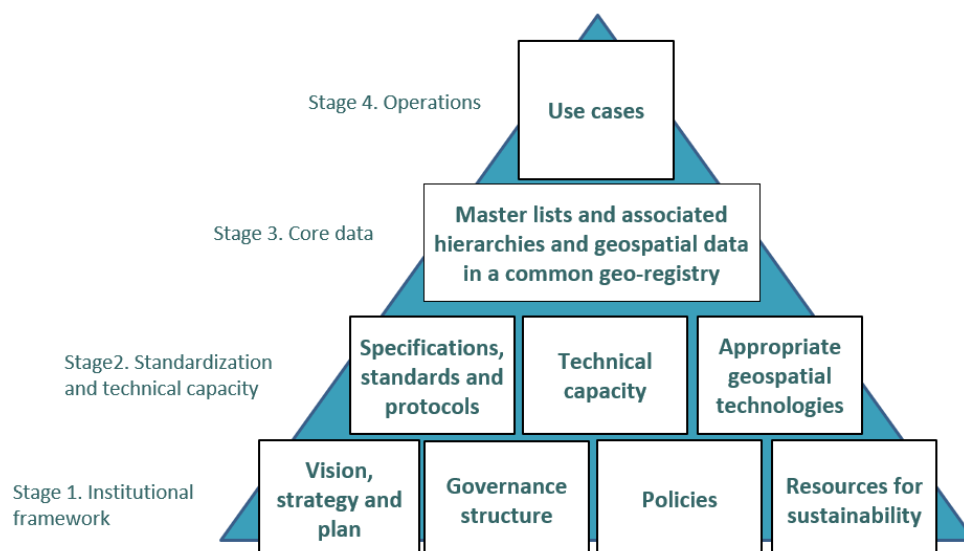 Stage 4. Operations
Use cases
Stage 3. Core data
Master lists and associated
hierarchies and geospatial data
in a common geo-registry
Stage2. Standardization
and technical capacity
Specifications,
standards and
protocols
Technical
capacity
Appropriate
geospatial
technologies
Stage 1. Institutional
framework
Vision,
strategy and
plan
Governance
structure
Policies
Resources for
sustainability